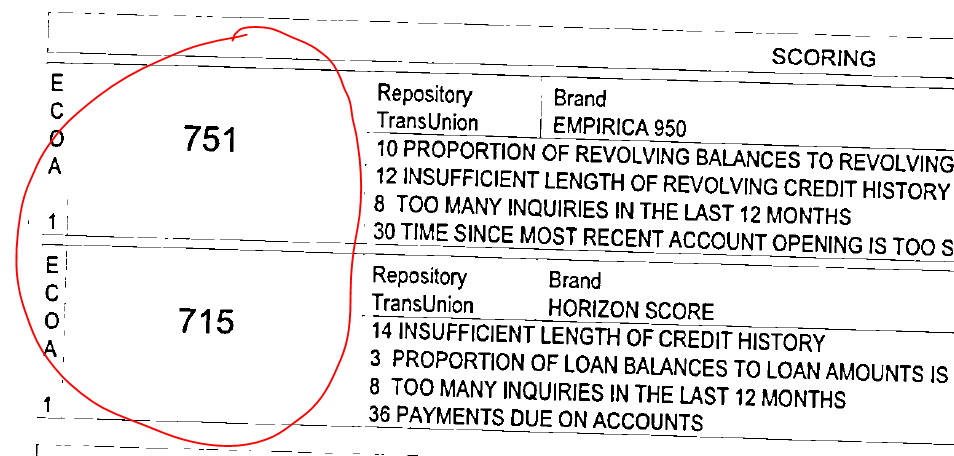 SCORING
E
C
O
A
1
751
Repository Brand
TransUnion EMPIRICA 950
10 PROPORTION OF REVOLVING BALANCES TO REVOLVING
12 INSUFFICIENT LENGTH OF REVOLVING CREDIT HISTORY
8 TOO MANY INQUIRIES IN THE LAST 12 MONTHS
30 TIME SINCE MOST RECENT ACCOUNT OPENING IS TOO S
E
C
O
A
1
715
Repository Brand
TransUnion HORIZON SCORE
14 INSUFFICIENT LENGTH OF CREDIT HISTORY
3 PROPORTION OF LOAN BALANCES TO LOAN AMOUNTS IS
8 TOO MANY INQUIRIES IN THE LAST 12 MONTHS
36 PAYMENTS DUE ON ACCOUNTS